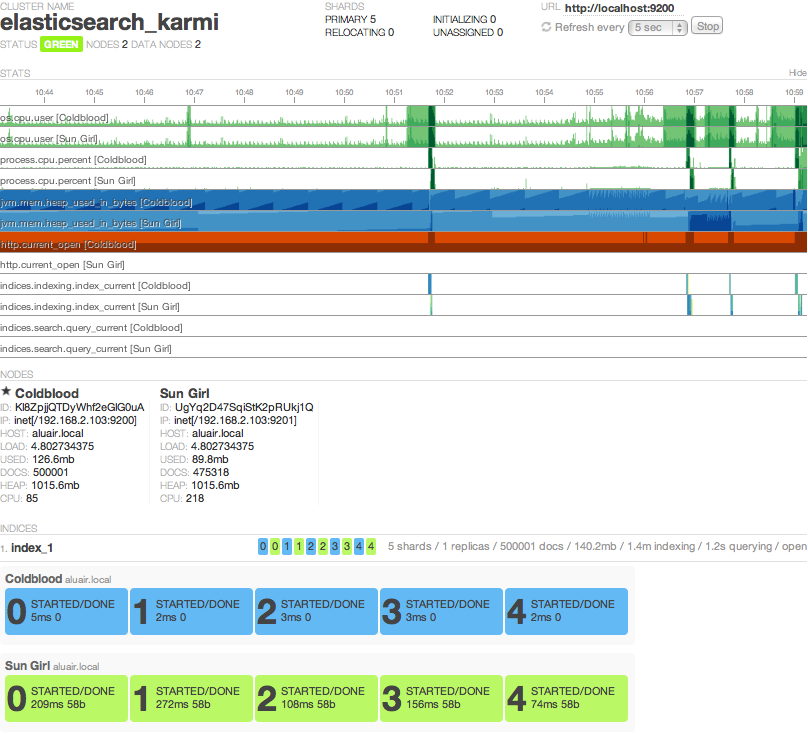 CLUSTER NAME
elasticsearch_karmi
STATUS GREEN NODES 2 DATA NODES 2
SHARDS
PRIMARY 5 INITIALIZING 0
RELOCATING 0 UNASSIGNED 0
URL http://localhost:9200
Refresh every 5 sec Stop
STATS Hide
10:44 10:45 10:46 10:47 10:48 10:49 10:50 10:52 10:53 10:54 10:55 10:56 10:57 10:58 10:59
os.cpu.user [Coldblood]
os.cpu.user [Sun Girl]
process.cpu.percent [Coldblood]
process.cpu.percent [Sun Girl]
jvm.mem.heap_used_in_bytes [Coldblood]
jvm.mem.heap_used_in_bytes [Sun Girl]
http.current_open [Coldblood]
http.current_open [Sun Girl]
indices.indexing.index_current [Coldblood]
indices.indexing.index_current [Sun Girl]
indices.search.query_current [Coldblood]
indices.search.query_current [Sun Girl]
NODES
★ Coldblood
ID: Kl8ZpjjQTDyWhf2eGlG0uA
IP: inet[/192.168.2.103:9200]
HOST: aluair.local
LOAD: 4.802734375
USED: 126.6mb
DOCS: 500001
HEAP: 1015.6mb
CPU: 85
Sun Girl
ID: UgYq2D47SqiStK2pRUkj1Q
IP: inet[/192.168.2.103:9201]
HOST: aluair.local
LOAD: 4.802734375
USED: 89.8mb
DOCS: 475318
HEAP: 1015.6mb
CPU: 218
INDICES
1. index_1 0 0 1 1 2 2 3 3 4 4 5 shards / 1 replicas / 500001 docs / 140.2mb / 1.4m indexing / 1.2s querying / open
Coldblood aluair.local
0 STARTED/DONE
5ms 0
1 STARTED/DONE
2ms 0
2 STARTED/DONE
3ms 0
3 STARTED/DONE
3ms 0
4 STARTED/DONE
2ms 0
Sun Girl aluair.local
0 STARTED/DONE
209ms 58b
1 STARTED/DONE
272ms 58b
2 STARTED/DONE
108ms 58b
3 STARTED/DONE
156ms 58b
4 STARTED/DONE
74ms 58b